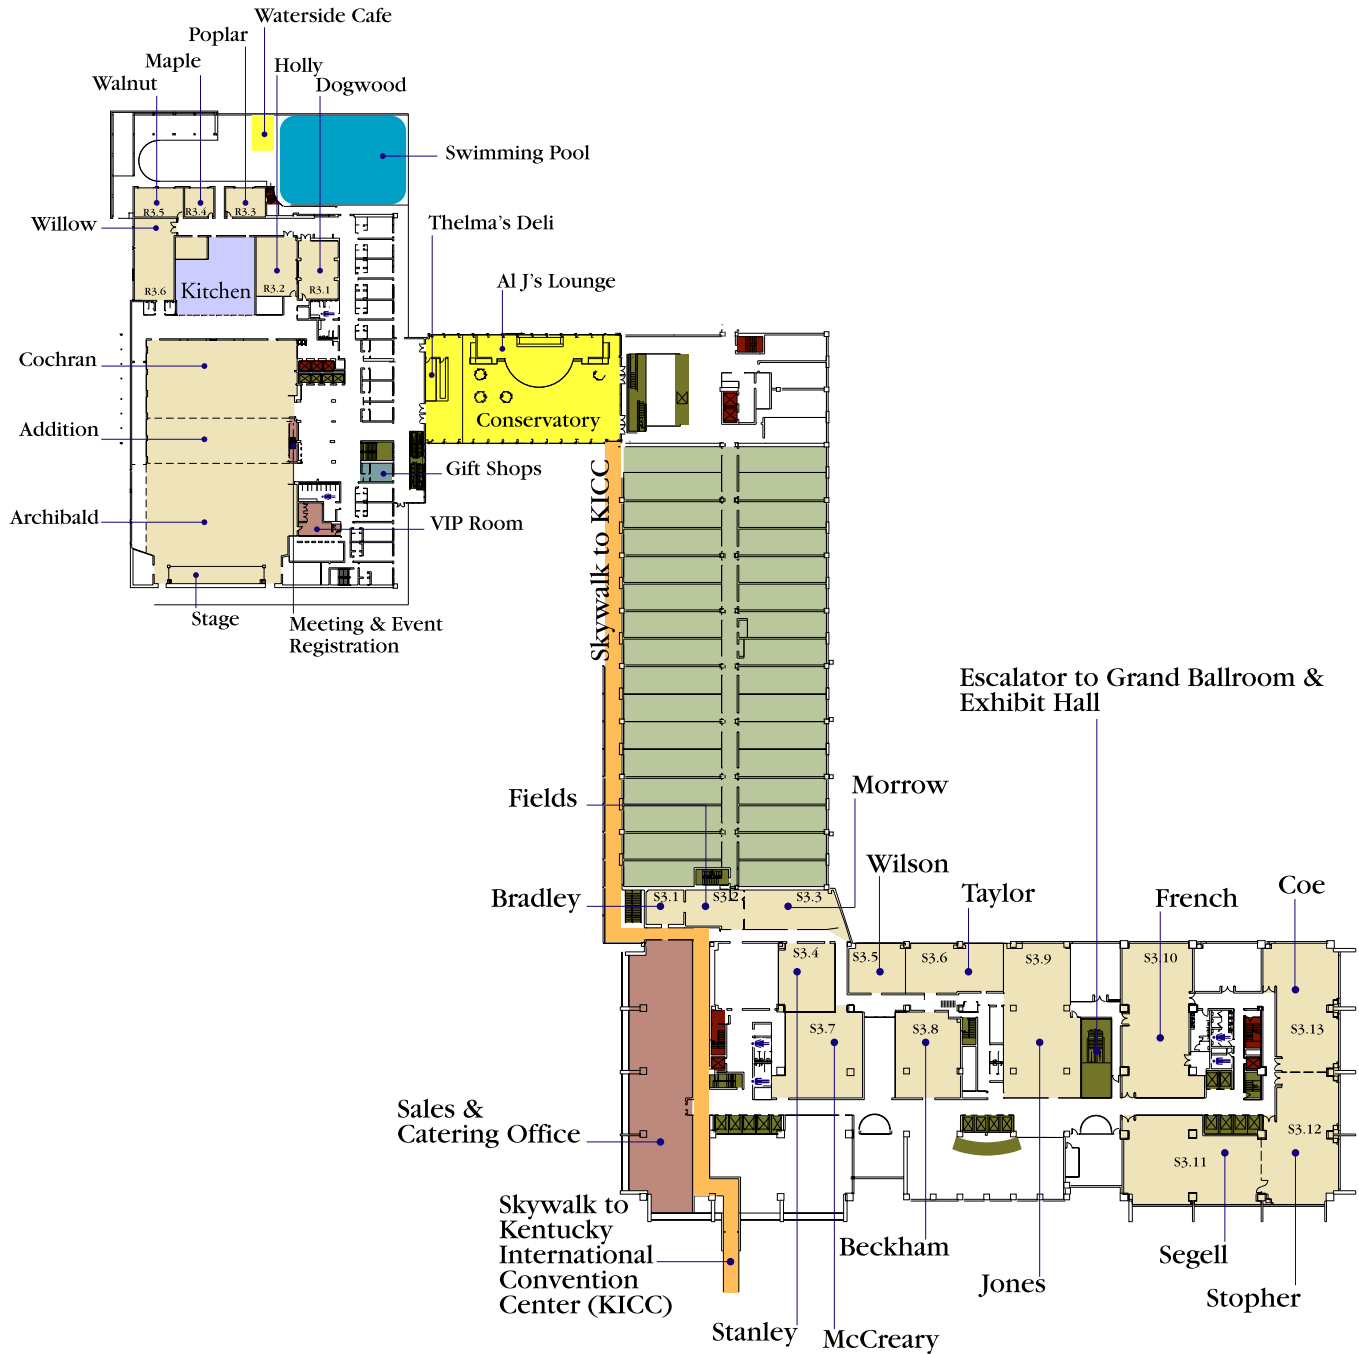 Waterside Cafe
Poplar
Maple
Holly
Walnut
Dogwood
Swimming Pool
R3.5
R3.4
R3.3
Willow
Thelma's Deli
Al J's Lounge
R3.6
Kitchen
R3.2
R3.1
Cochran
Conservatory
Addition
Gift Shops
Archibald
VIP Room
Skywalk to KICC
Stage
Meeting & Event
Registration
Escalator to Grand Ballroom &
Exhibit Hall
Fields
Morrow
Wilson
Bradley
Taylor
French
Coe
S3.1
S3.2
S3.3
S3.4
S3.5
S3.6
S3.9
S3.10
S3.7
S3.8
S3.13
Sales &
Catering Office
S3.12
S3.11
Skywalk to
Kentucky
International
Convention
Center (KICC)
Beckham
Segell
Jones
Stopher
Stanley
McCreary